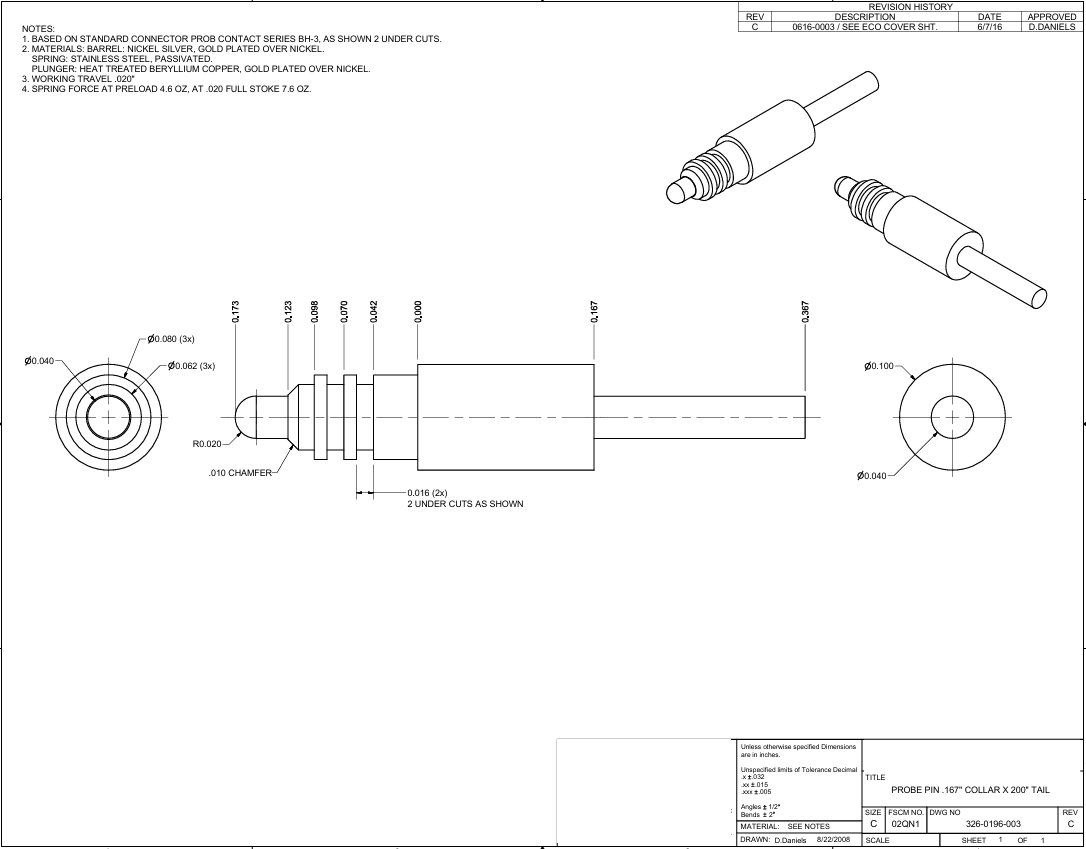 REVISION HISTORY
REV DESCRIPTION DATE APPROVED
C 0616-0003 / SEE ECO COVER SHT. 6/7/16 D.DANIELS
NOTES:
1. BASED ON STANDARD CONNECTOR PROB CONTACT SERIES BH-3, AS SHOWN 2 UNDER CUTS.
2. MATERIALS: BARREL: NICKEL SILVER, GOLD PLATED OVER NICKEL.
SPRING: STAINLESS STEEL, PASSIVATED.
PLUNGER: HEAT TREATED BERYLLIUM COPPER, GOLD PLATED OVER NICKEL.
3. WORKING TRAVEL .020"
4. SPRING FORCE AT PRELOAD 4.6 OZ, AT .020 FULL STOKE 7.6 OZ.
0.173
0.123
0.098
0.070
0.042
0.000
0.167
0.367
Ø0.080 (3x)
Ø0.040
Ø0.062 (3x)
Ø0.100
R0.020
.010 CHAMFER
Ø0.040
0.016 (2x)
2 UNDER CUTS AS SHOWN
Unless otherwise specified Dimensions
are in inches.
Unspecified limits of Tolerance Decimal
.x ±.032
.xx ±.015
.xxx ±.005
Angles ± 1/2°
Bends ± 2°
MATERIAL: SEE NOTES
DRAWN: D.Daniels 8/22/2008
TITLE
PROBE PIN .167" COLLAR X 200" TAIL
SIZE FSCM NO. DWG NO REV
C 02QN1 326-0196-003 C
SCALE SHEET 1 OF 1